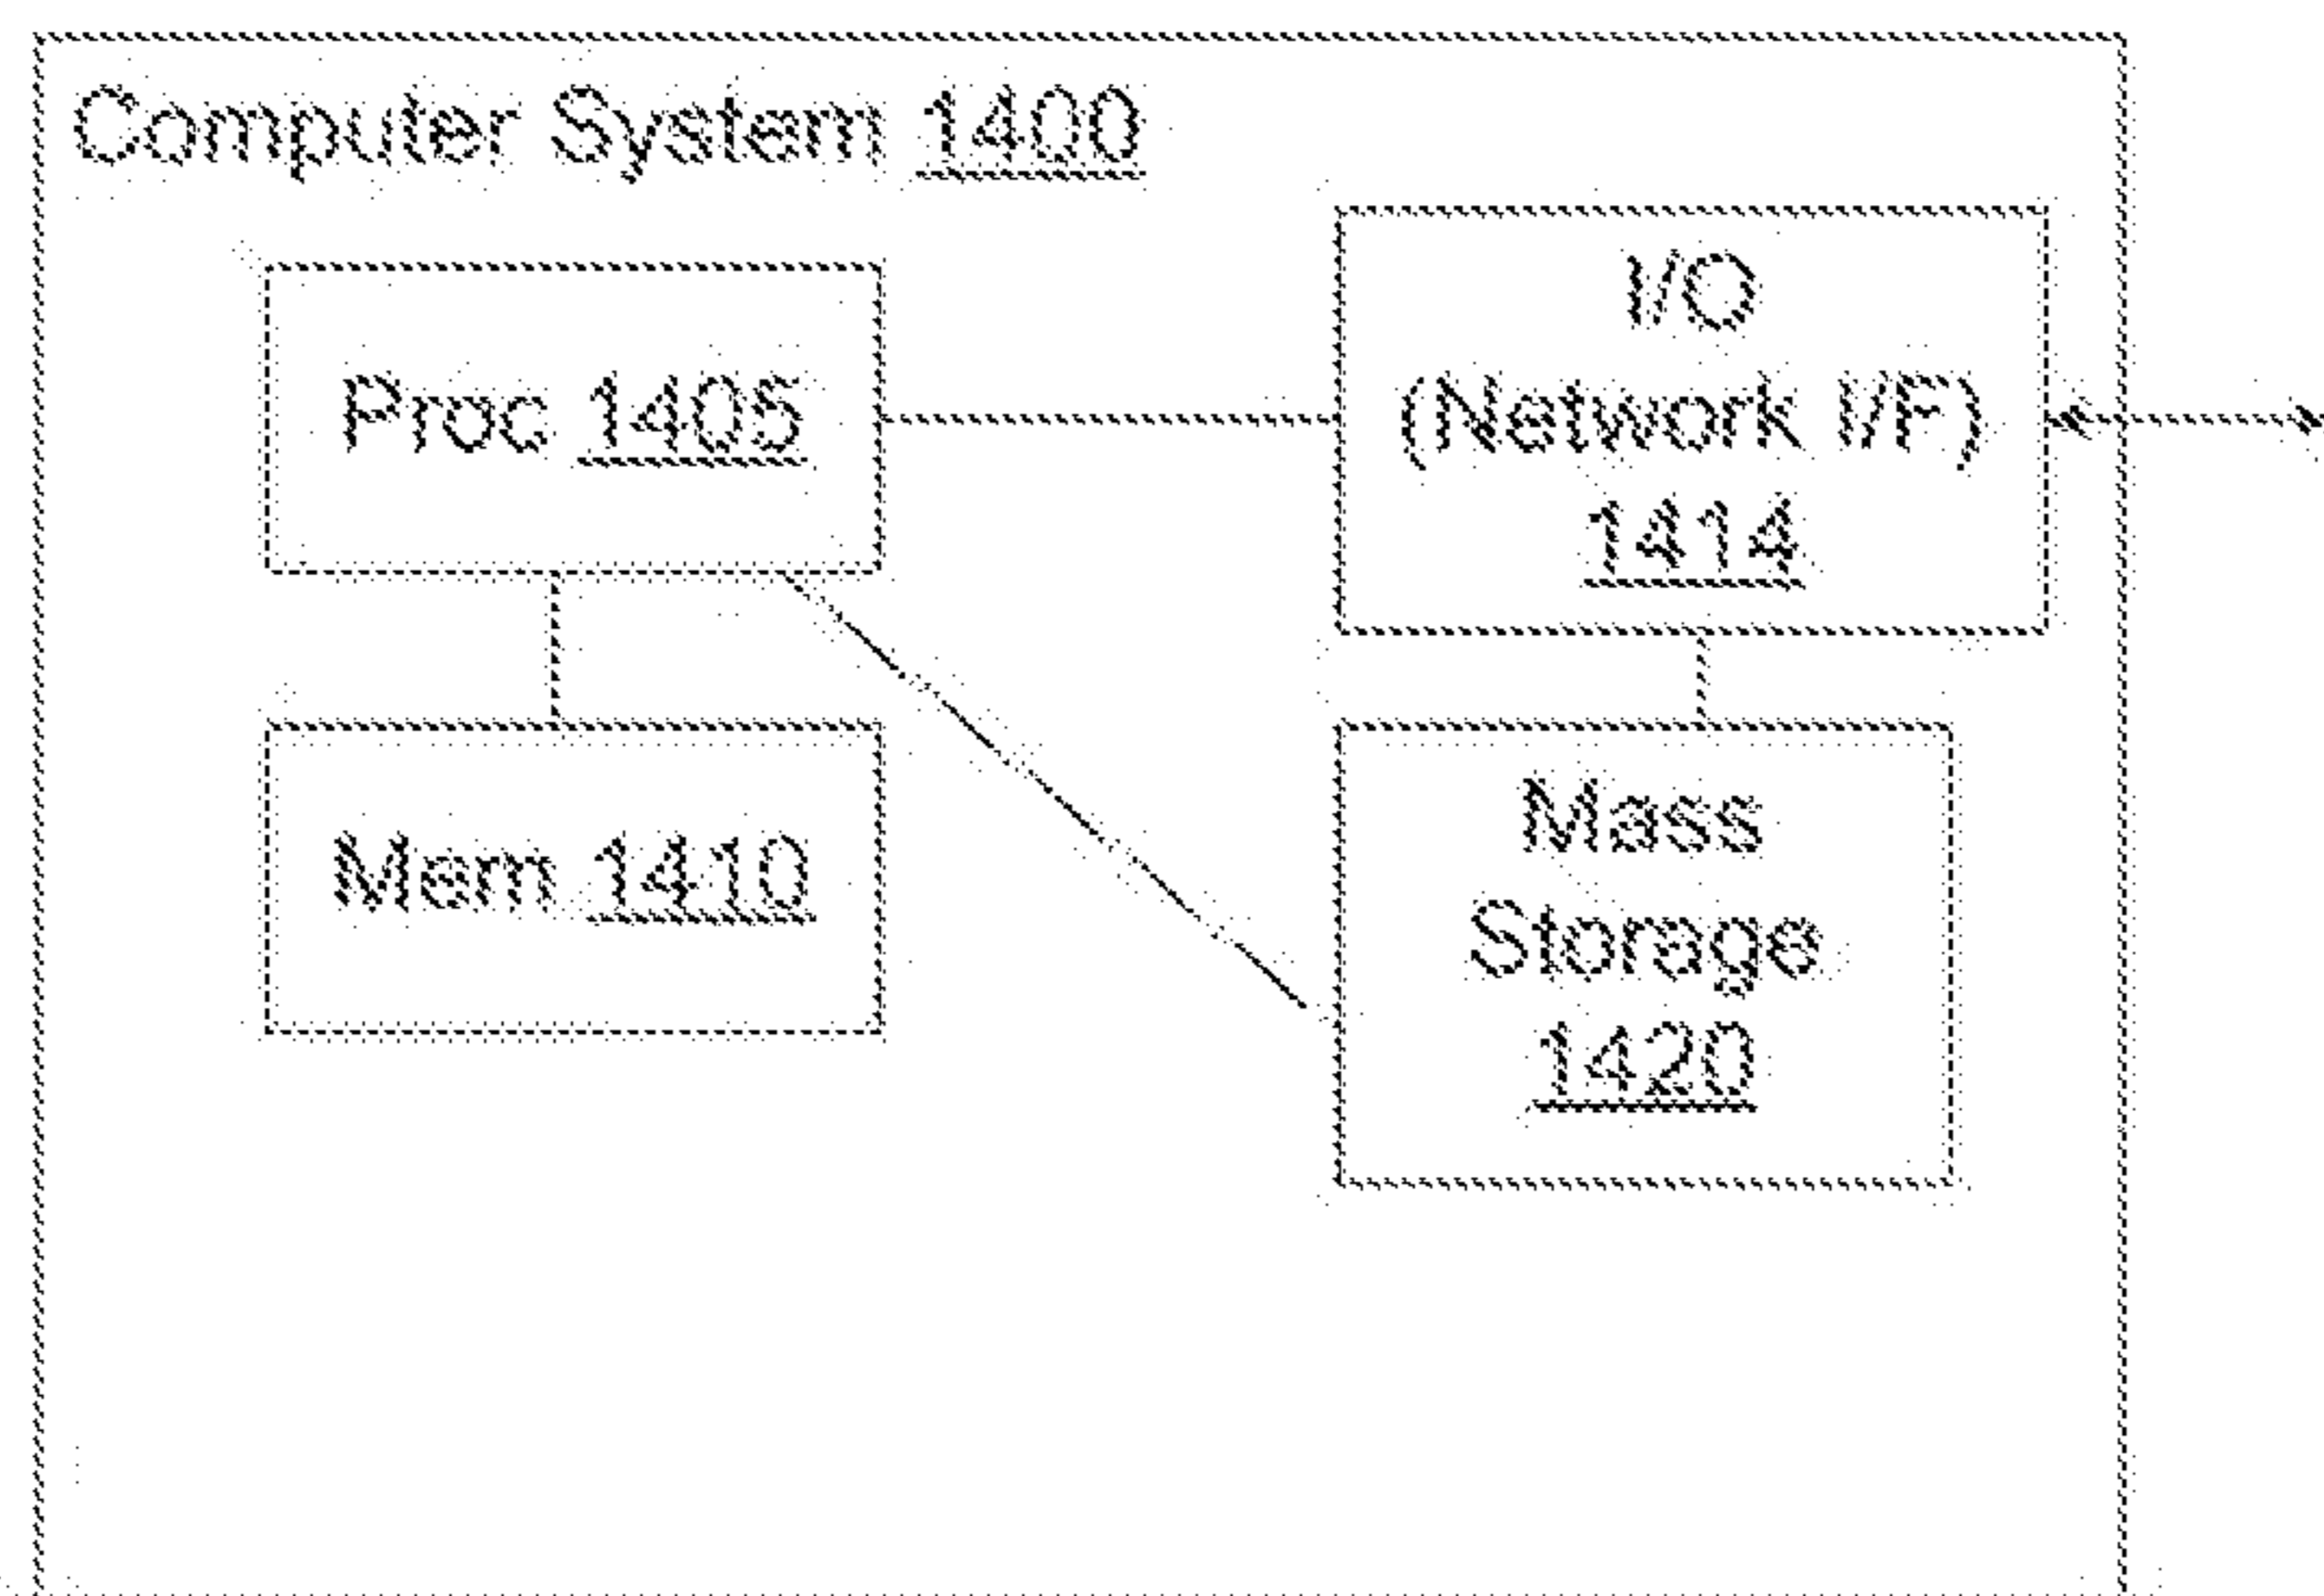 Computer System 1400
Proc 1405
I/O
(Network I/F)
1414
Mem 1410
Mass
Storage
1420